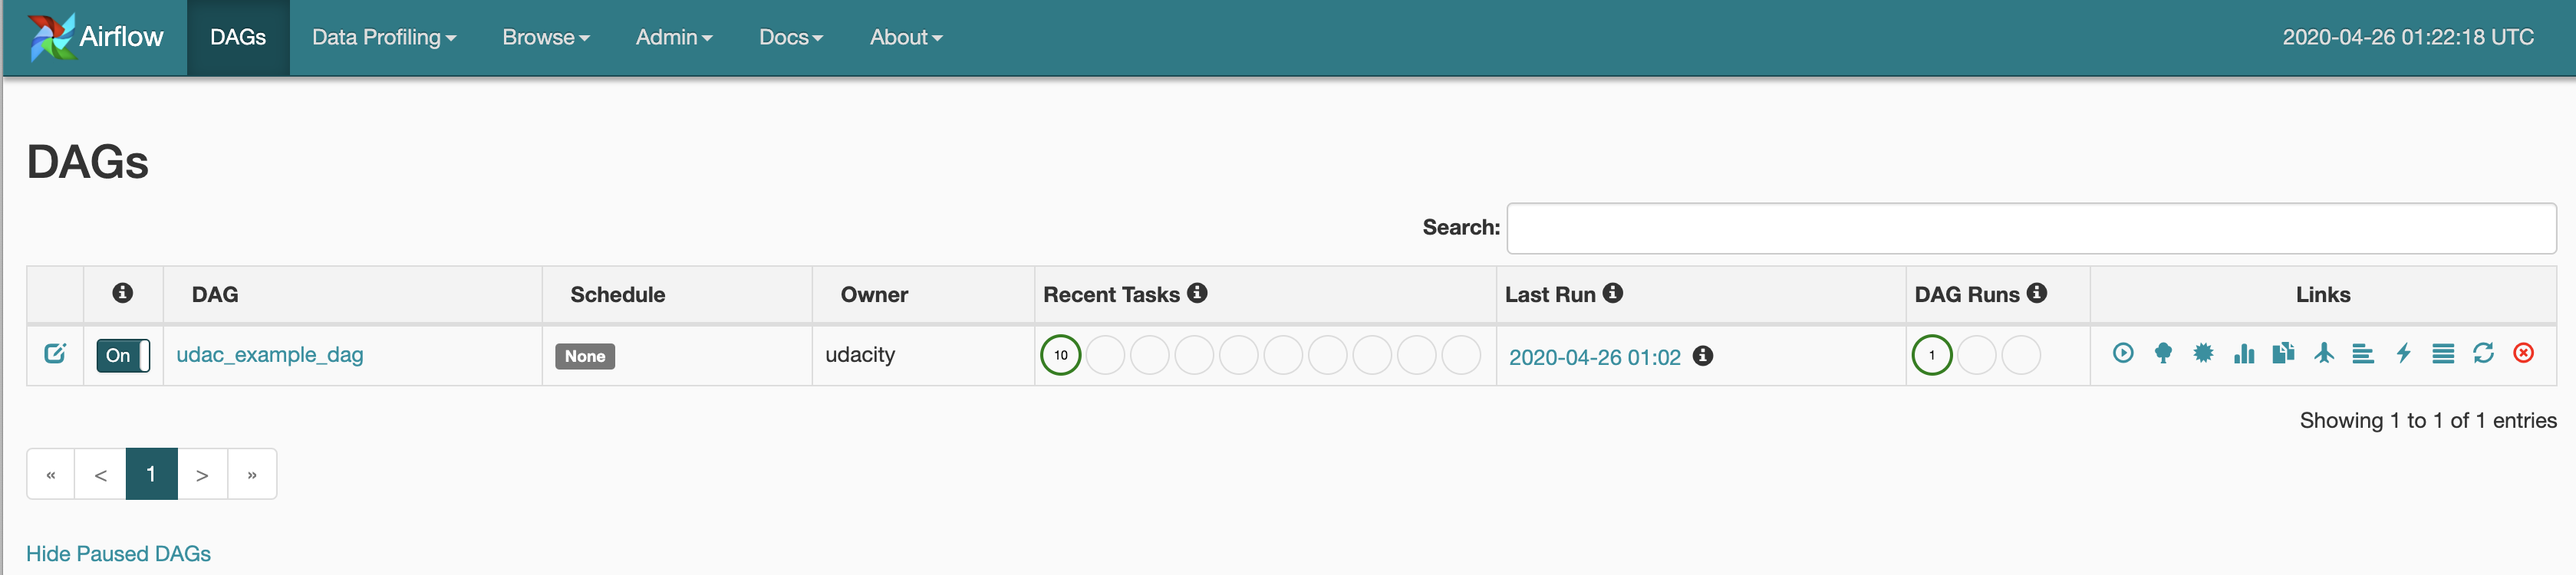 Airflow DAGs Data Profiling Browse Admin Docs About 2020-04-26 01:22:18 UTC
DAGs
Search:
DAG Schedule Owner Recent Tasks Last Run DAG Runs Links
On udac_example_dag None udacity 10 2020-04-26 01:02 1
Showing 1 to 1 of 1 entries
« < 1 > »
Hide Paused DAGs